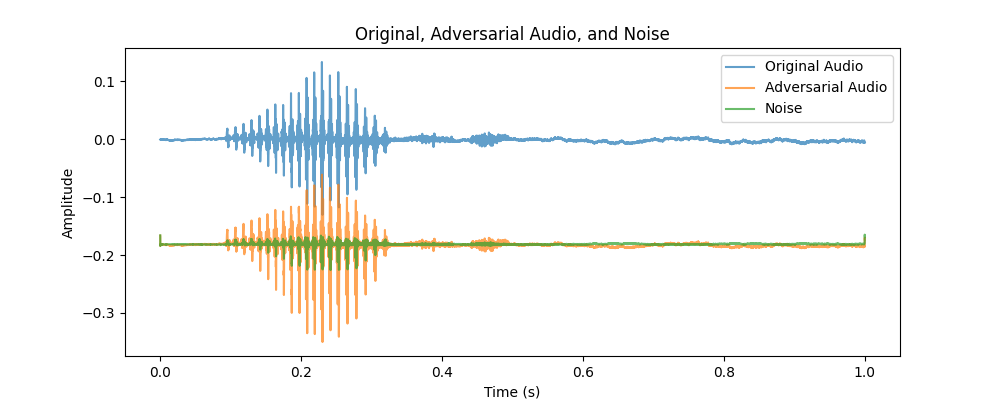 Original, Adversarial Audio, and Noise
Original Audio
Adversarial Audio
Noise
Amplitude
0.1
0.0
−0.1
−0.2
−0.3
0.0 0.2 0.4 0.6 0.8 1.0
Time (s)